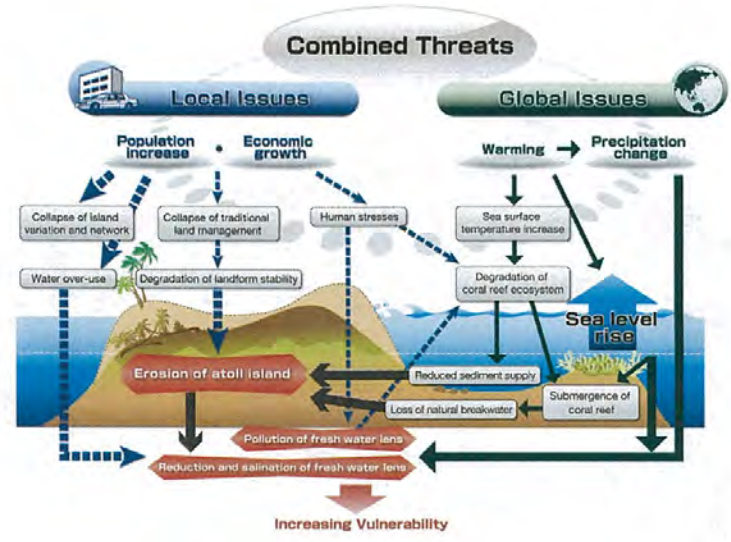 Combined Threats
Local Issues
Global Issues
Population
increase
Economic
growth
Warming
Precipitation
change
Collapse of island
variation and network
Collapse of traditional
land management
Human stresses
Sea surface
temperature increase
Water over-use
Degradation of landform stability
Degradation of
coral reef ecosystem
Sea level
rise
Erosion of atoll island
Reduced sediment supply
Loss of natural breakwater
Submergence of
coral reef
Pollution of fresh water lens
Reduction and salination of fresh water lens
Increasing Vulnerability